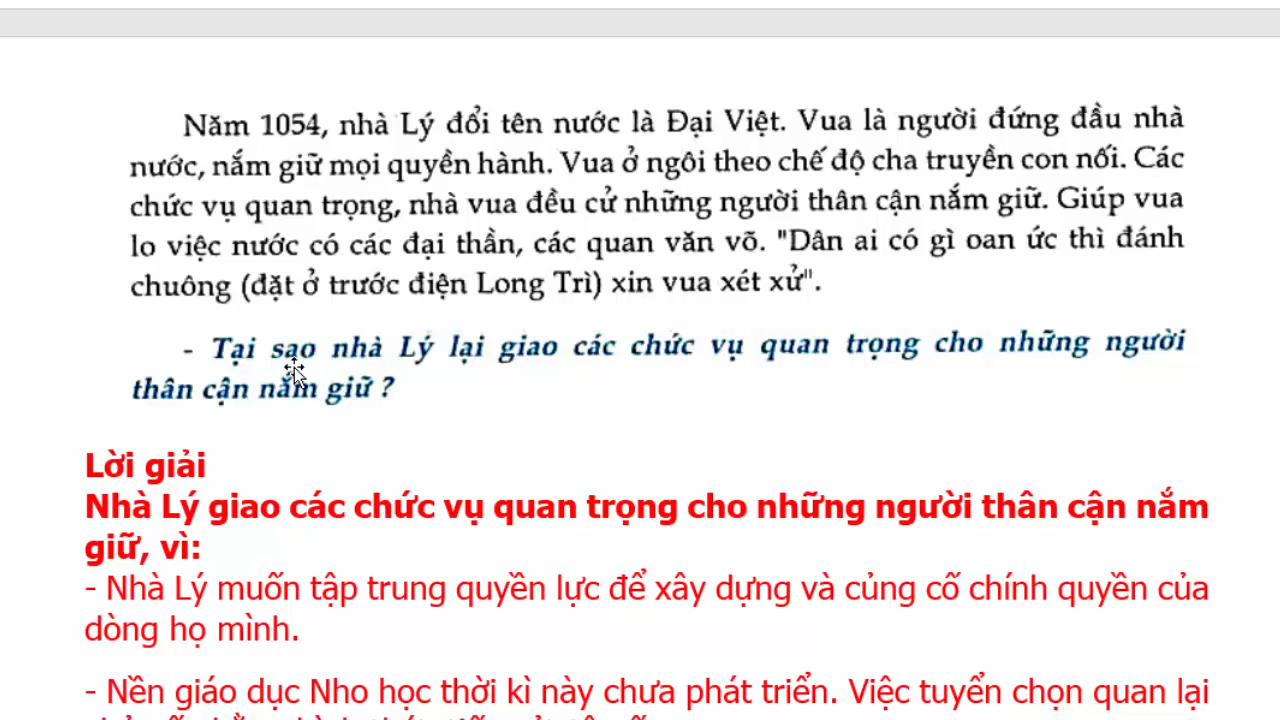 Năm 1054, nhà Lý đổi tên nước là Đại Việt. Vua là người đứng đầu nhà
nước, nắm giữ mọi quyền hành. Vua ở ngôi theo chế độ cha truyền con nối. Các
chức vụ quan trọng, nhà vua đều cử những người thân cận nắm giữ. Giúp vua
lo việc nước có các đại thần, các quan văn võ. "Dân ai có gì oan ức thì đánh
chuông (đặt ở trước điện Long Trì) xin vua xét xử".
- Tại sao nhà Lý lại giao các chức vụ quan trọng cho những người
thân cận nắm giữ ?
Lời giải
Nhà Lý giao các chức vụ quan trọng cho những người thân cận nắm
giữ, vì:
- Nhà Lý muốn tập trung quyền lực để xây dựng và củng cố chính quyền của
dòng họ mình.
- Nền giáo dục Nho học thời kì này chưa phát triển. Việc tuyển chọn quan lại